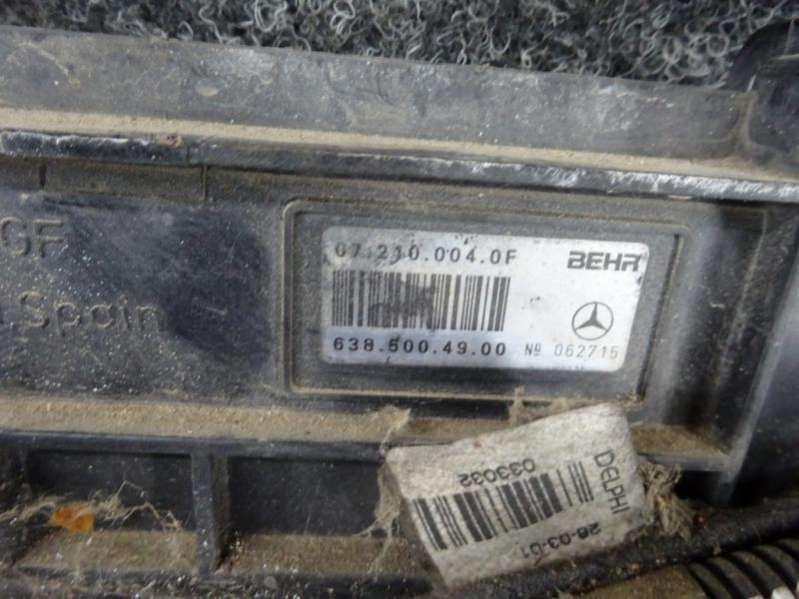 GF
Spain
07.210.004.0F BEHR
638.500.49.00 Nº 062715
DELPHI
033032
26-03-01